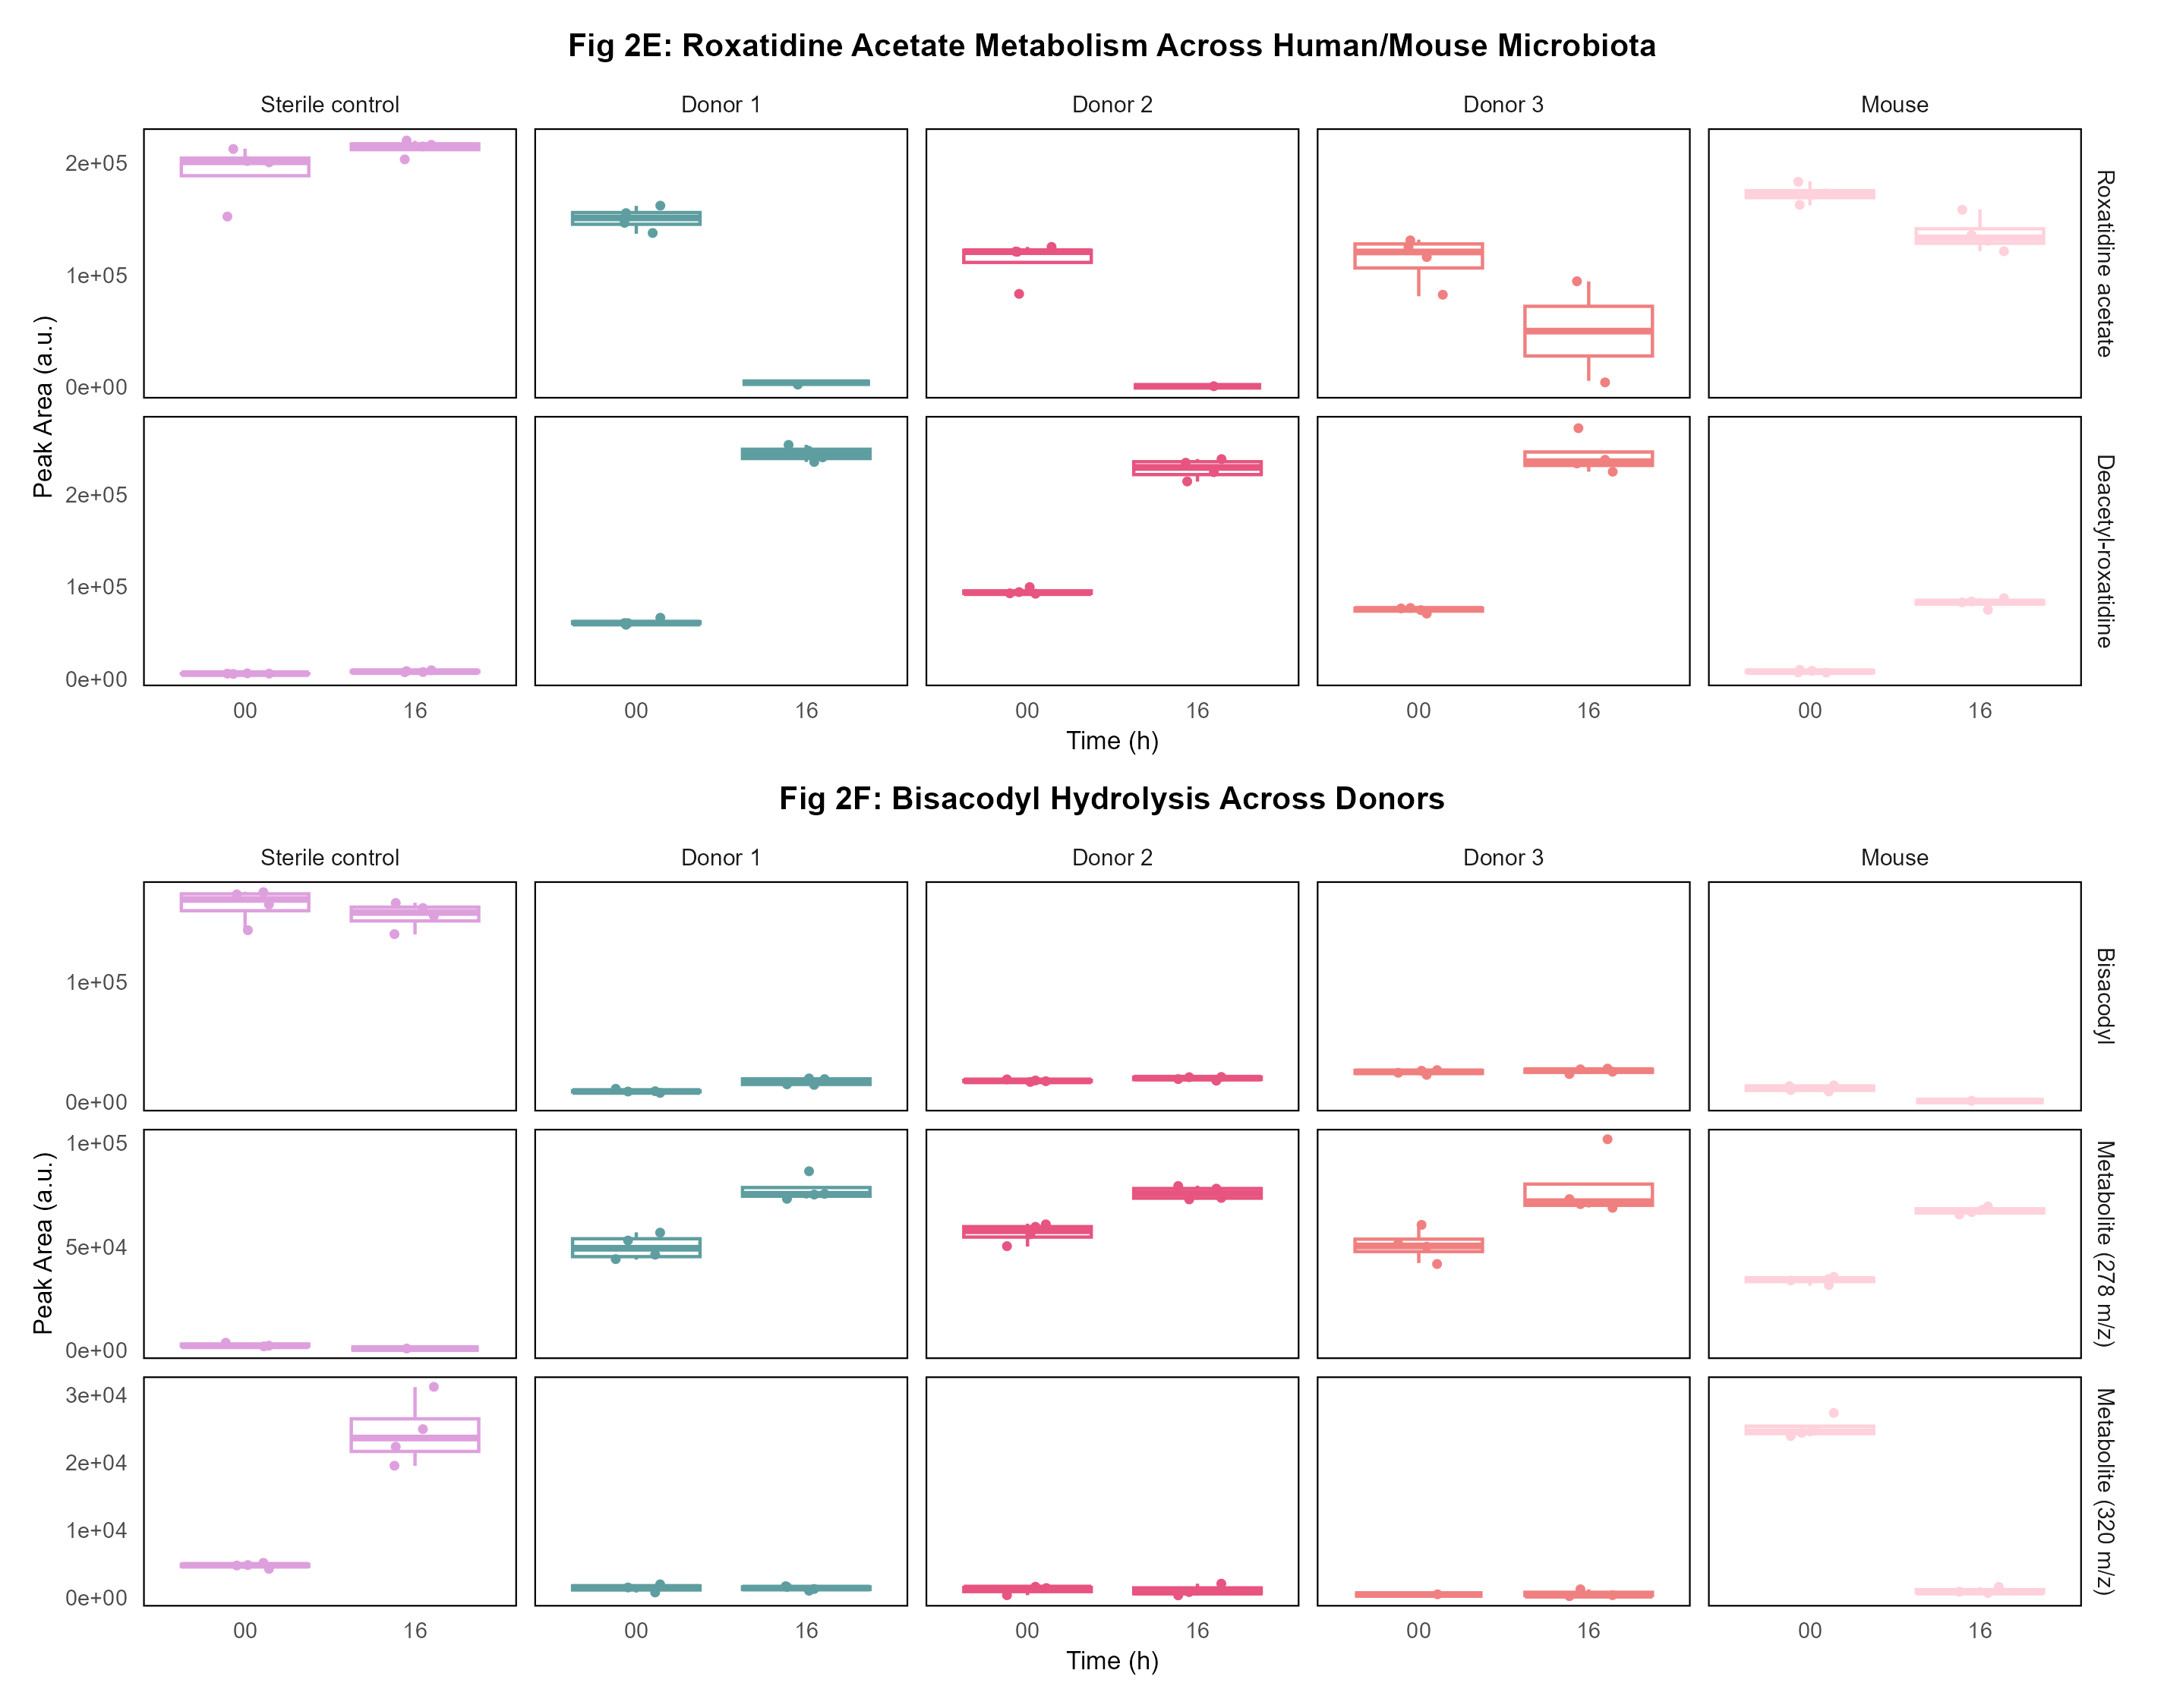 Fig 2E: Roxatidine Acetate Metabolism Across Human/Mouse Microbiota
Sterile control Donor 1 Donor 2 Donor 3 Mouse
Peak Area (a.u.)
2e+05
1e+05
0e+00
Roxatidine acetate
2e+05
1e+05
0e+00
Deacetyl-roxatidine
00 16 00 16 00 16 00 16 00 16
Time (h)
Fig 2F: Bisacodyl Hydrolysis Across Donors
Sterile control Donor 1 Donor 2 Donor 3 Mouse
Peak Area (a.u.)
1e+05
0e+00
Bisacodyl
1e+05
5e+04
0e+00
Metabolite (278 m/z)
3e+04
2e+04
1e+04
0e+00
Metabolite (320 m/z)
00 16 00 16 00 16 00 16 00 16
Time (h)